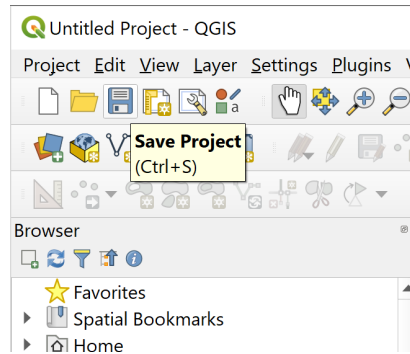 Untitled Project - QGIS
Project Edit View Layer Settings Plugins
a
Save Project
(Ctrl+S)
Browser
Favorites
Spatial Bookmarks
Home